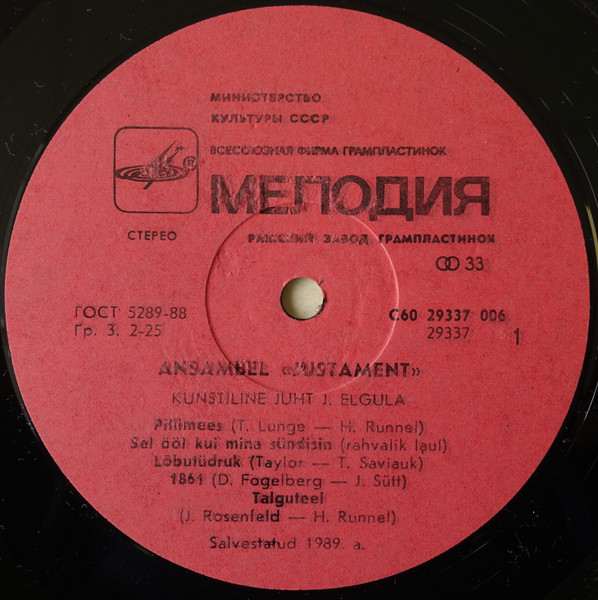 МИНИСТЕРСТВО
КУЛЬТУРЫ СССР
ВСЕСОЮЗНАЯ ФИРМА ГРАМПЛАСТИНОК
®
МЕЛОДИЯ
СТЕРЕО
РИЖСКИЙ ЗАВОД ГРАМПЛАСТИНОК
33
ГОСТ 5289-88
Гр. 3. 2-25
С60 29337 006
29337
1
ANSAMBEL «JUSTAMENT»
KUNSTILINE JUHT J. ELGULA
Pillimees (T. Lunge — H. Runnel)
Sel ööl kui mina sündisin (rahvalik laul)
Lõbutüdruk (Taylor — T. Saviauk)
1861 (D. Fogelberg — J. Sütt)
Talguteel
(J. Rosenfeld — H. Runnel)
Salvestatud 1989. a.